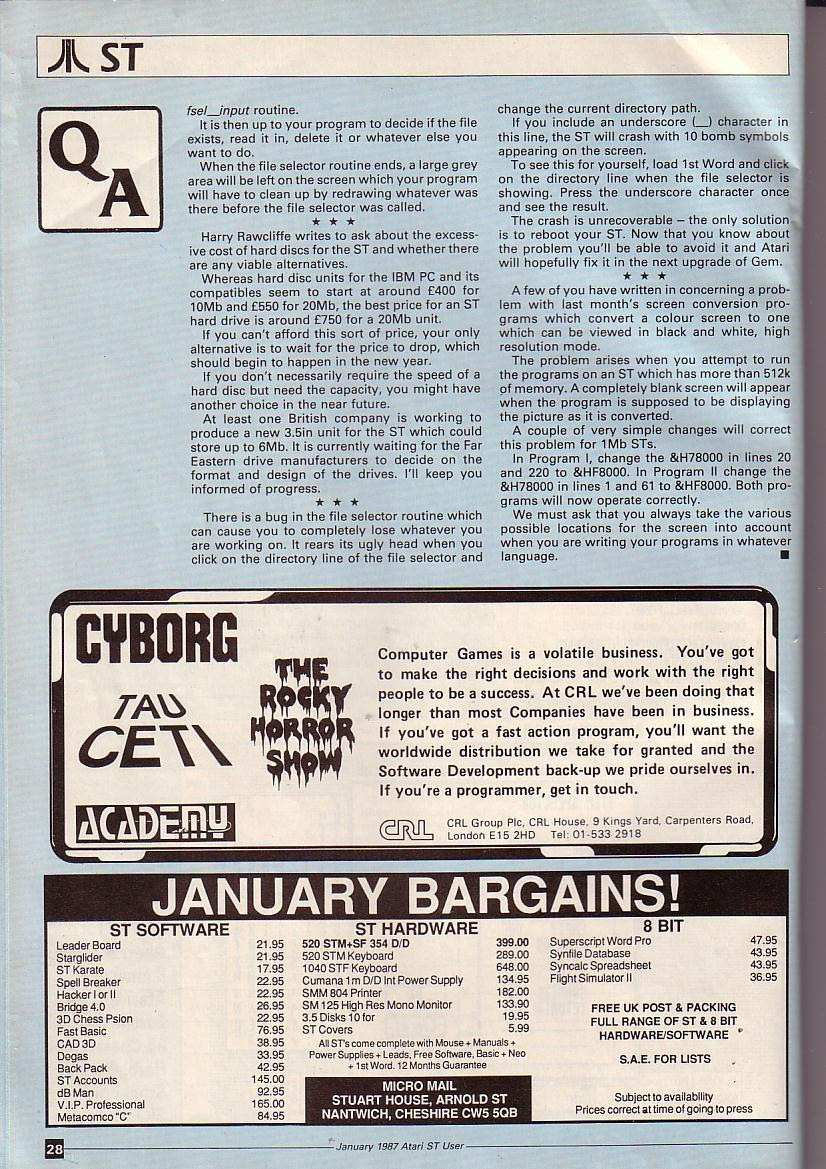 ST
Q
A
fsel__input routine.
It is then up to your program to decide if the file
exists, read it in, delete it or whatever else you
want to do.
When the file selector routine ends, a large grey
area will be left on the screen which your program
will have to clean up by redrawing whatever was
there before the file selector was called.
★ ★ ★
Harry Rawcliffe writes to ask about the excess-
ive cost of hard discs for the ST and whether there
are any viable alternatives.
Whereas hard disc units for the IBM PC and its
compatibles seem to start at around £400 for
10Mb and £550 for 20Mb, the best price for an ST
hard drive is around £750 for a 20Mb unit.
If you can't afford this sort of price, your only
alternative is to wait for the price to drop, which
should begin to happen in the new year.
If you don't necessarily require the speed of a
hard disc but need the capacity, you might have
another choice in the near future.
At least one British company is working to
produce a new 3.5in unit for the ST which could
store up to 6Mb. It is currently waiting for the Far
Eastern drive manufacturers to decide on the
format and design of the drives. I'll keep you
informed of progress.
★ ★ ★
There is a bug in the file selector routine which
can cause you to completely lose whatever you
are working on. It rears its ugly head when you
click on the directory line of the file selector and
change the current directory path.
If you include an underscore (__) character in
this line, the ST will crash with 10 bomb symbols
appearing on the screen.
To see this for yourself, load 1st Word and click
on the directory line when the file selector is
showing. Press the underscore character once
and see the result.
The crash is unrecoverable – the only solution
is to reboot your ST. Now that you know about
the problem you'll be able to avoid it and Atari
will hopefully fix it in the next upgrade of Gem.
★ ★ ★
A few of you have written in concerning a prob-
lem with last month's screen conversion pro-
grams which convert a colour screen to one
which can be viewed in black and white, high
resolution mode.
The problem arises when you attempt to run
the programs on an ST which has more than 512k
of memory. A completely blank screen will appear
when the program is supposed to be displaying
the picture as it is converted.
A couple of very simple changes will correct
this problem for 1Mb STs.
In Program I, change the &H78000 in lines 20
and 220 to &HF8000. In Program II change the
&H78000 in lines 1 and 61 to &HF8000. Both pro-
grams will now operate correctly.
We must ask that you always take the various
possible locations for the screen into account
when you are writing your programs in whatever
language. ■
CYBORG
TAU
CETI
ACADEMY
THE
ROCKY
HORROR
SHOW
Computer Games is a volatile business. You've got
to make the right decisions and work with the right
people to be a success. At CRL we've been doing that
longer than most Companies have been in business.
If you've got a fast action program, you'll want the
worldwide distribution we take for granted and the
Software Development back-up we pride ourselves in.
If you're a programmer, get in touch.
CRL
CRL Group Plc, CRL House, 9 Kings Yard, Carpenters Road,
London E15 2HD Tel: 01-533 2918
JANUARY BARGAINS!
ST SOFTWARE
Leader Board 21.95
Starglider 21.95
ST Karate 17.95
Spell Breaker 22.95
Hacker I or II 22.95
Bridge 4.0 26.95
3D Chess Psion 22.95
Fast Basic 76.95
CAD 3D 38.95
Degas 33.95
Back Pack 42.95
ST Accounts 145.00
dB Man 92.95
V.I.P. Professional 165.00
Metacomco "C" 84.95
ST HARDWARE
520 STM+SF 354 D/D 399.00
520 STM Keyboard 289.00
1040 STF Keyboard 648.00
Cumana 1m D/D Int Power Supply 134.95
SMM 804 Printer 182.00
SM 125 High Res Mono Monitor 133.90
3.5 Disks 10 for 19.95
ST Covers 5.99
All ST's come complete with Mouse + Manuals +
Power Supplies + Leads, Free Software, Basic + Neo
+ 1st Word. 12 Months Guarantee
MICRO MAIL
STUART HOUSE, ARNOLD ST
NANTWICH, CHESHIRE CW5 5QB
8 BIT
Superscript Word Pro 47.95
Synfile Database 43.95
Syncalc Spreadsheet 43.95
Flight Simulator II 36.95
FREE UK POST & PACKING
FULL RANGE OF ST & 8 BIT
HARDWARE/SOFTWARE
S.A.E. FOR LISTS
Subject to availability
Prices correct at time of going to press
28
January 1987 Atari ST User